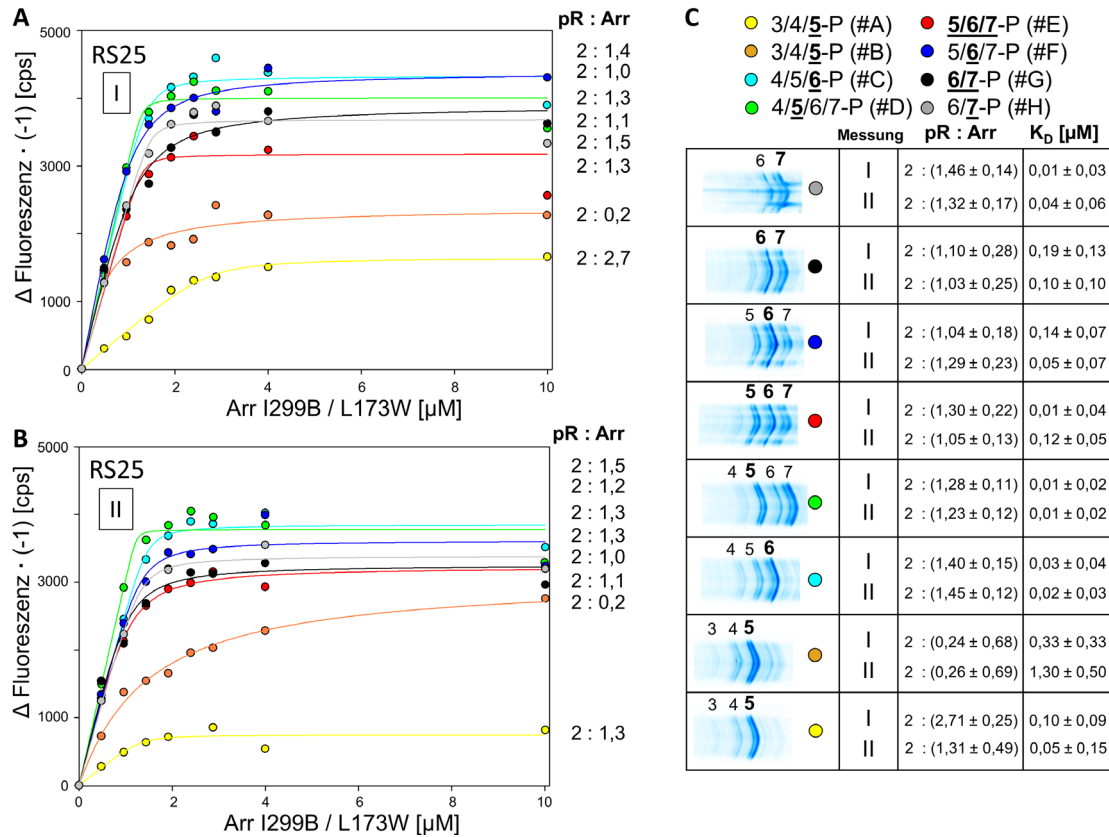 A
5000
4000
3000
1000
0
Δ Fluoreszenz · (-1) [cps]
RS25
I
0
2
4
6
8
10
Arr I299B / L173W [µM]
pR : Arr
2 : 1,4
2 : 1,0
2 : 1,3
2 : 1,1
2 : 1,5
2 : 1,3
2 : 0,2
2 : 2,7
B
5000
4000
3000
1000
0
Δ Fluoreszenz · (-1) [cps]
RS25
II
0
2
4
6
8
10
Arr I299B / L173W [µM]
pR : Arr
2 : 1,5
2 : 1,2
2 : 1,3
2 : 1,3
2 : 1,0
2 : 1,1
2 : 0,2
2 : 1,3
C
3/4/5-P (#A)
5/6/7-P (#E)
3/4/5-P (#B)
5/6/7-P (#F)
4/5/6-P (#C)
6/7-P (#G)
4/5/6/7-P (#D)
6/7-P (#H)
Messung pR : Arr K_D [µM]
6 7
I 2 : (1,46 ± 0,14) 0,01 ± 0,03
II 2 : (1,32 ± 0,17) 0,04 ± 0,06
6 7
I 2 : (1,10 ± 0,28) 0,19 ± 0,13
II 2 : (1,03 ± 0,25) 0,10 ± 0,10
5 6 7
I 2 : (1,04 ± 0,18) 0,14 ± 0,07
II 2 : (1,29 ± 0,23) 0,05 ± 0,07
5 6 7
I 2 : (1,30 ± 0,22) 0,01 ± 0,04
II 2 : (1,05 ± 0,13) 0,12 ± 0,05
4 5 6 7
I 2 : (1,28 ± 0,11) 0,01 ± 0,02
II 2 : (1,23 ± 0,12) 0,01 ± 0,02
4 5 6
I 2 : (1,40 ± 0,15) 0,03 ± 0,04
II 2 : (1,45 ± 0,12) 0,02 ± 0,03
3 4 5
I 2 : (0,24 ± 0,68) 0,33 ± 0,33
II 2 : (0,26 ± 0,69) 1,30 ± 0,50
3 4 5
I 2 : (2,71 ± 0,25) 0,10 ± 0,09
II 2 : (1,31 ± 0,49) 0,05 ± 0,15